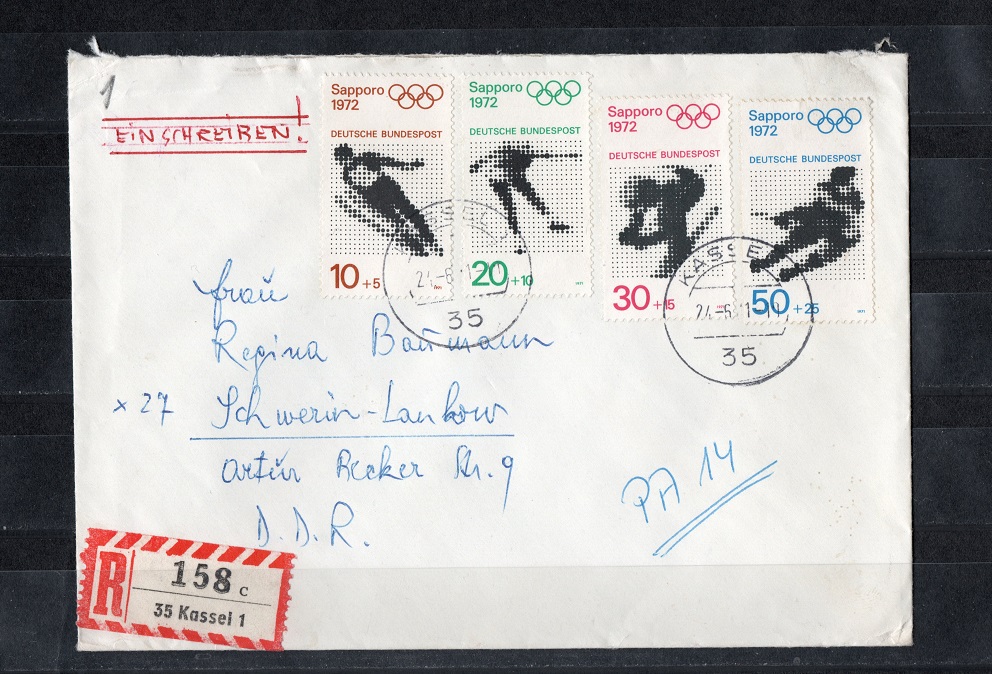 1
EINSCHREIBEN!
Sapporo
1972
DEUTSCHE BUNDESPOST
10 +5
Sapporo
1972
DEUTSCHE BUNDESPOST
20 +10
Sapporo
1972
DEUTSCHE BUNDESPOST
30 +15
Sapporo
1972
DEUTSCHE BUNDESPOST
50 +25
1971
KASSEL
35
KASSEL
35
Frau
Regina Baumann
x 27 Schwerin-Lankow
Artur Becker Str. 9
D. D. R.
PA 14
R
158 c
35 Kassel 1